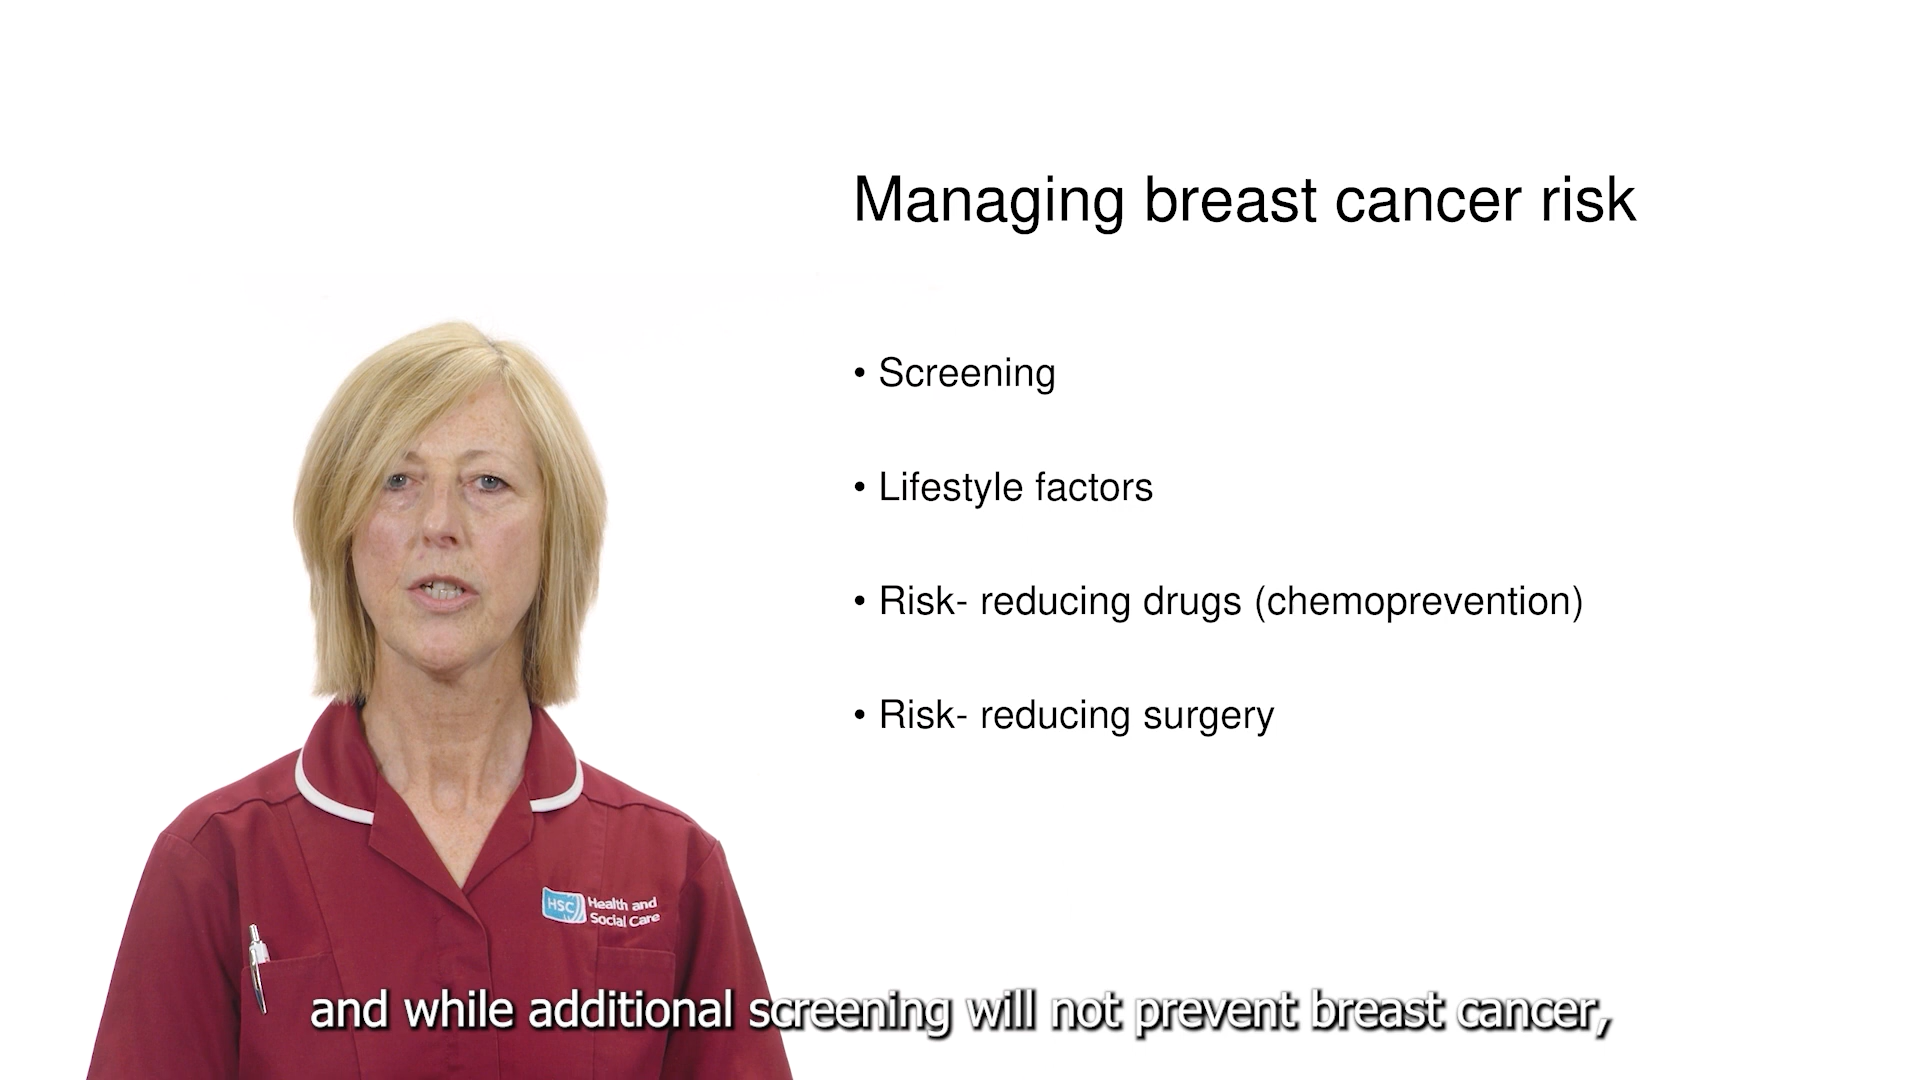 Managing breast cancer risk
• Screening
• Lifestyle factors
• Risk- reducing drugs (chemoprevention)
• Risk- reducing surgery
HSC Health and
Social Care
and while additional screening will not prevent breast cancer,